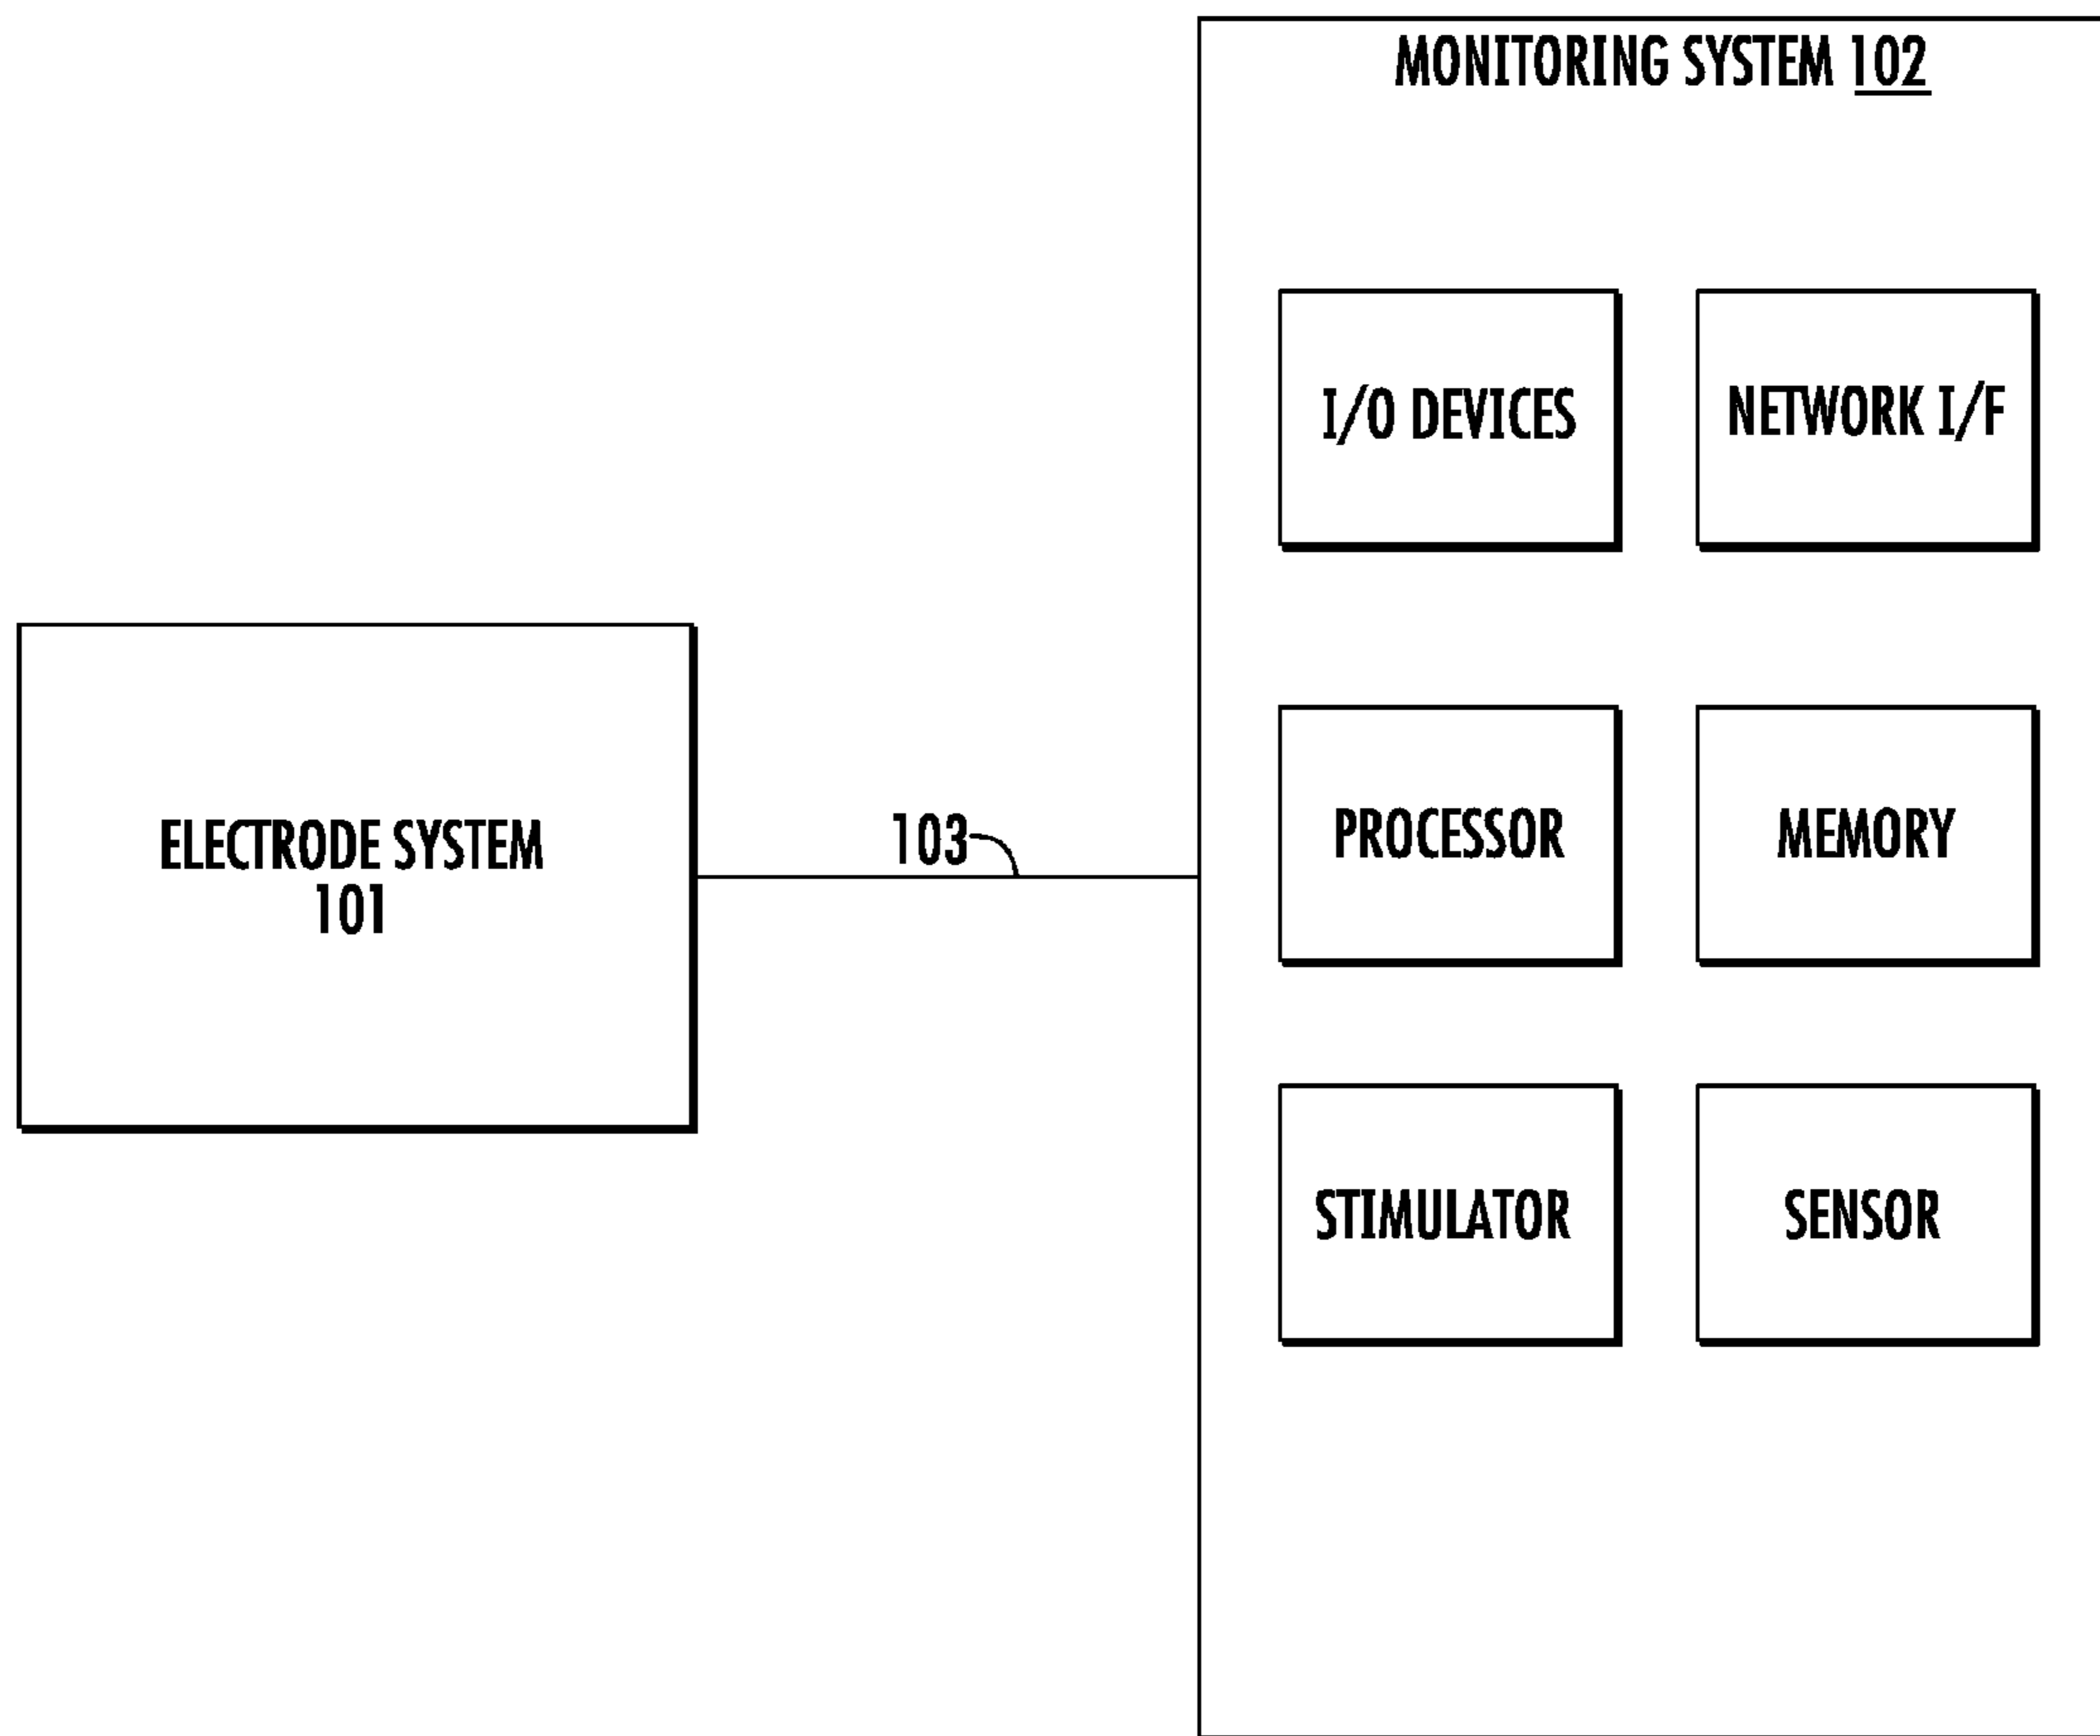 MONITORING SYSTEM 102
I/O DEVICES
NETWORK I/F
ELECTRODE SYSTEM
101
103
PROCESSOR
MEMORY
STIMULATOR
SENSOR